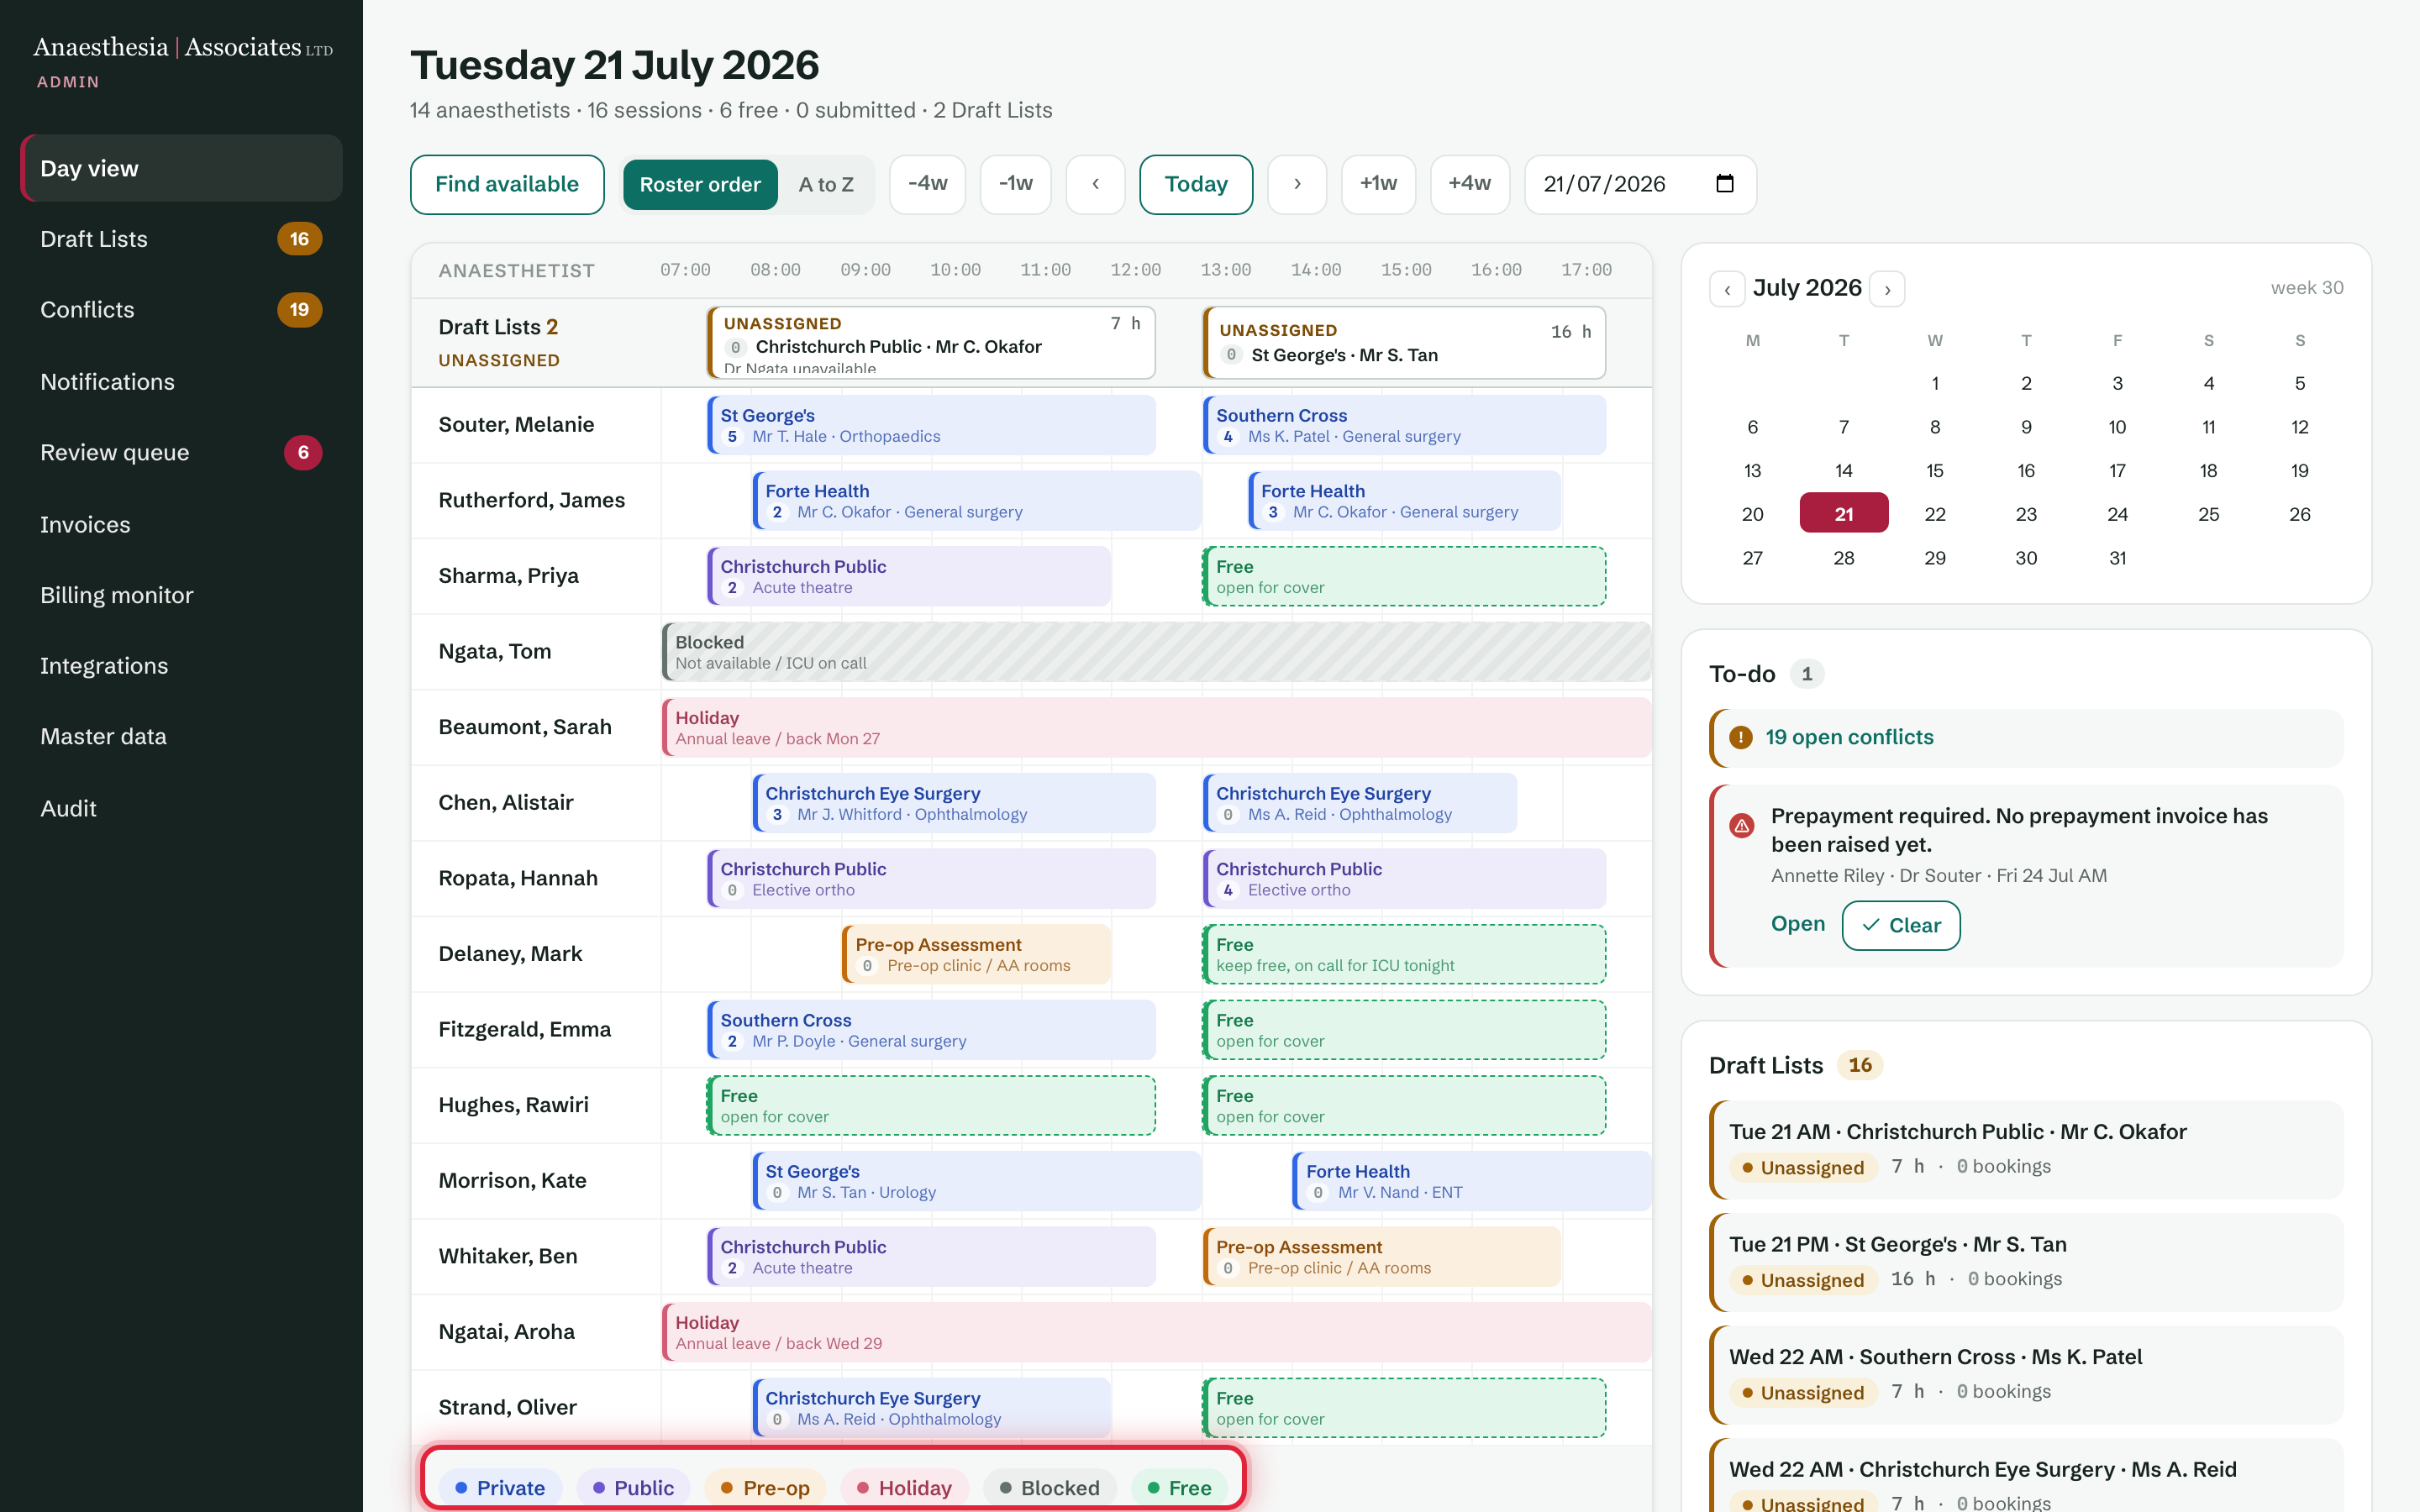 Anaesthesia | Associates LTD
ADMIN
Day view
Draft Lists 16
Conflicts 19
Notifications
Review queue 6
Invoices
Billing monitor
Integrations
Master data
Audit
Tuesday 21 July 2026
14 anaesthetists · 16 sessions · 6 free · 0 submitted · 2 Draft Lists
Find available Roster order A to Z -4w -1w ‹ Today › +1w +4w 21/07/2026
ANAESTHETIST 07:00 08:00 09:00 10:00 11:00 12:00 13:00 14:00 15:00 16:00 17:00
Draft Lists 2
UNASSIGNED
UNASSIGNED 7 h
0 Christchurch Public · Mr C. Okafor
Dr Ngata unavailable
UNASSIGNED 16 h
0 St George's · Mr S. Tan
Souter, Melanie
St George's
5 Mr T. Hale · Orthopaedics
Southern Cross
4 Ms K. Patel · General surgery
Rutherford, James
Forte Health
2 Mr C. Okafor · General surgery
Forte Health
3 Mr C. Okafor · General surgery
Sharma, Priya
Christchurch Public
2 Acute theatre
Free
open for cover
Ngata, Tom
Blocked
Not available / ICU on call
Beaumont, Sarah
Holiday
Annual leave / back Mon 27
Chen, Alistair
Christchurch Eye Surgery
3 Mr J. Whitford · Ophthalmology
Christchurch Eye Surgery
0 Ms A. Reid · Ophthalmology
Ropata, Hannah
Christchurch Public
0 Elective ortho
Christchurch Public
4 Elective ortho
Delaney, Mark
Pre-op Assessment
0 Pre-op clinic / AA rooms
Free
keep free, on call for ICU tonight
Fitzgerald, Emma
Southern Cross
2 Mr P. Doyle · General surgery
Free
open for cover
Hughes, Rawiri
Free
open for cover
Free
open for cover
Morrison, Kate
St George's
0 Mr S. Tan · Urology
Forte Health
0 Mr V. Nand · ENT
Whitaker, Ben
Christchurch Public
2 Acute theatre
Pre-op Assessment
0 Pre-op clinic / AA rooms
Ngatai, Aroha
Holiday
Annual leave / back Wed 29
Strand, Oliver
Christchurch Eye Surgery
0 Ms A. Reid · Ophthalmology
Free
open for cover
Private Public Pre-op Holiday Blocked Free
‹ July 2026 › week 30
M T W T F S S
1 2 3 4 5
6 7 8 9 10 11 12
13 14 15 16 17 18 19
20 21 22 23 24 25 26
27 28 29 30 31
To-do 1
19 open conflicts
Prepayment required. No prepayment invoice has
been raised yet.
Annette Riley · Dr Souter · Fri 24 Jul AM
Open Clear
Draft Lists 16
Tue 21 AM · Christchurch Public · Mr C. Okafor
Unassigned 7 h · 0 bookings
Tue 21 PM · St George's · Mr S. Tan
Unassigned 16 h · 0 bookings
Wed 22 AM · Southern Cross · Ms K. Patel
Unassigned 7 h · 0 bookings
Wed 22 AM · Christchurch Eye Surgery · Ms A. Reid
Unassigned 7 h · 0 bookings